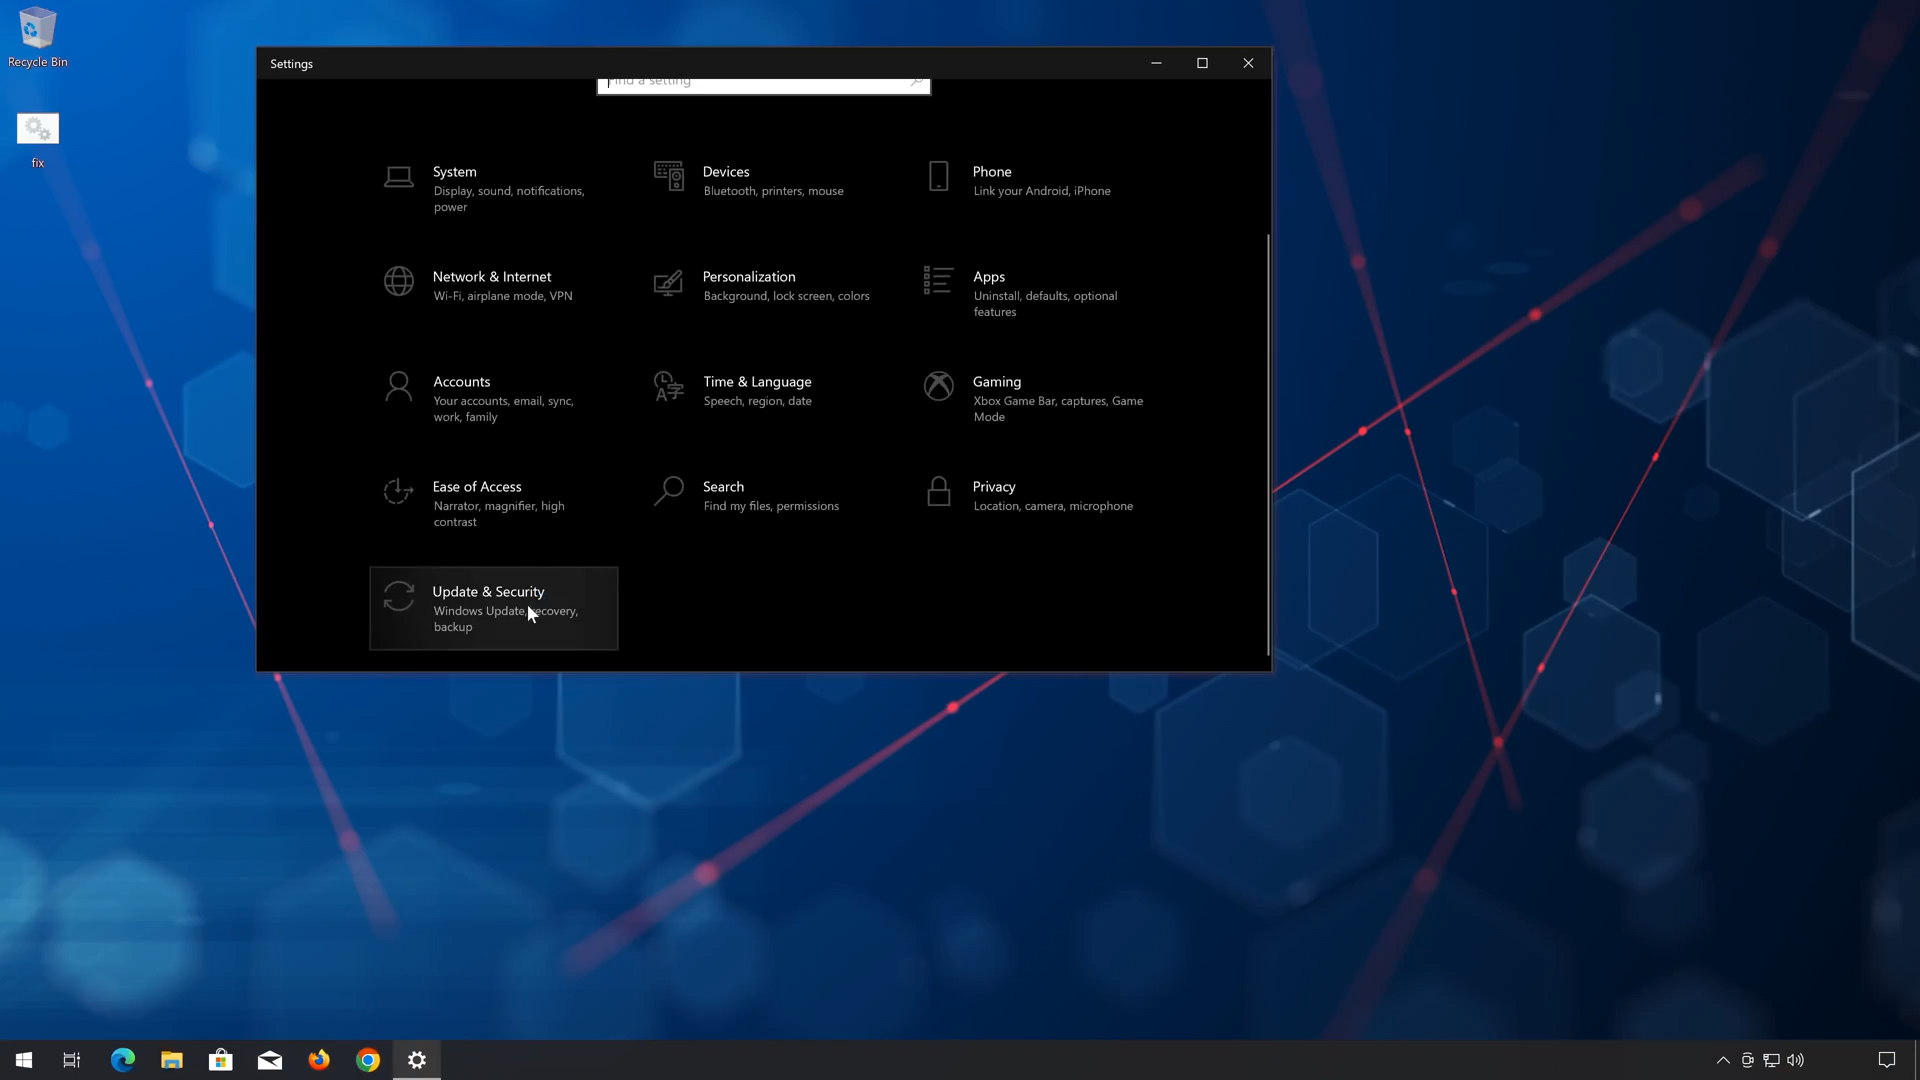 Recycle Bin
fix
Settings
Find a setting
System
Display, sound, notifications,
power
Devices
Bluetooth, printers, mouse
Phone
Link your Android, iPhone
Network & Internet
Wi-Fi, airplane mode, VPN
Personalization
Background, lock screen, colors
Apps
Uninstall, defaults, optional
features
Accounts
Your accounts, email, sync,
work, family
Time & Language
Speech, region, date
Gaming
Xbox Game Bar, captures, Game
Mode
Ease of Access
Narrator, magnifier, high
contrast
Search
Find my files, permissions
Privacy
Location, camera, microphone
Update & Security
Windows Update, recovery,
backup